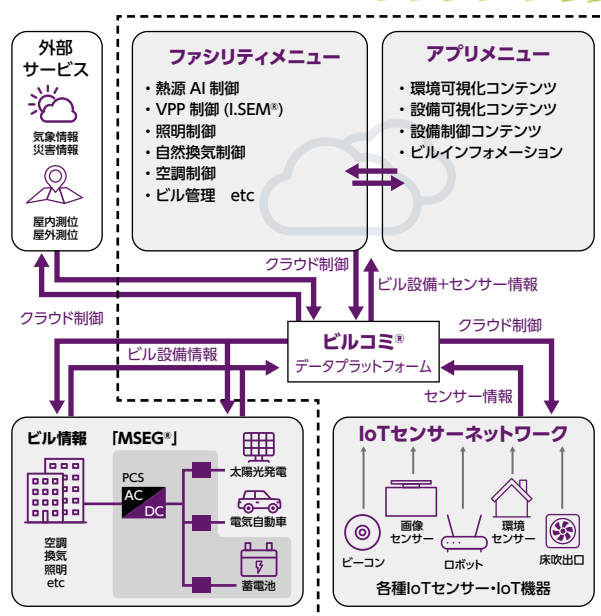 外部
サービス
気象情報
災害情報
屋内測位
屋外測位
ファシリティメニュー
・熱源 AI 制御
・VPP 制御 (I.SEM®)
・照明制御
・自然換気制御
・空調制御
・ビル管理 etc
アプリメニュー
・環境可視化コンテンツ
・設備可視化コンテンツ
・設備制御コンテンツ
・ビルインフォメーション
クラウド制御
ビル設備+センサー情報
クラウド制御
ビルコミ®
データプラットフォーム
クラウド制御
ビル設備情報
センサー情報
ビル情報
「MSEG®」
空調
換気
照明
etc
PCS
AC
DC
太陽光発電
電気自動車
蓄電池
IoTセンサーネットワーク
ビーコン
画像
センサー
ロボット
環境
センサー
床吹出口
各種IoTセンサー・IoT機器